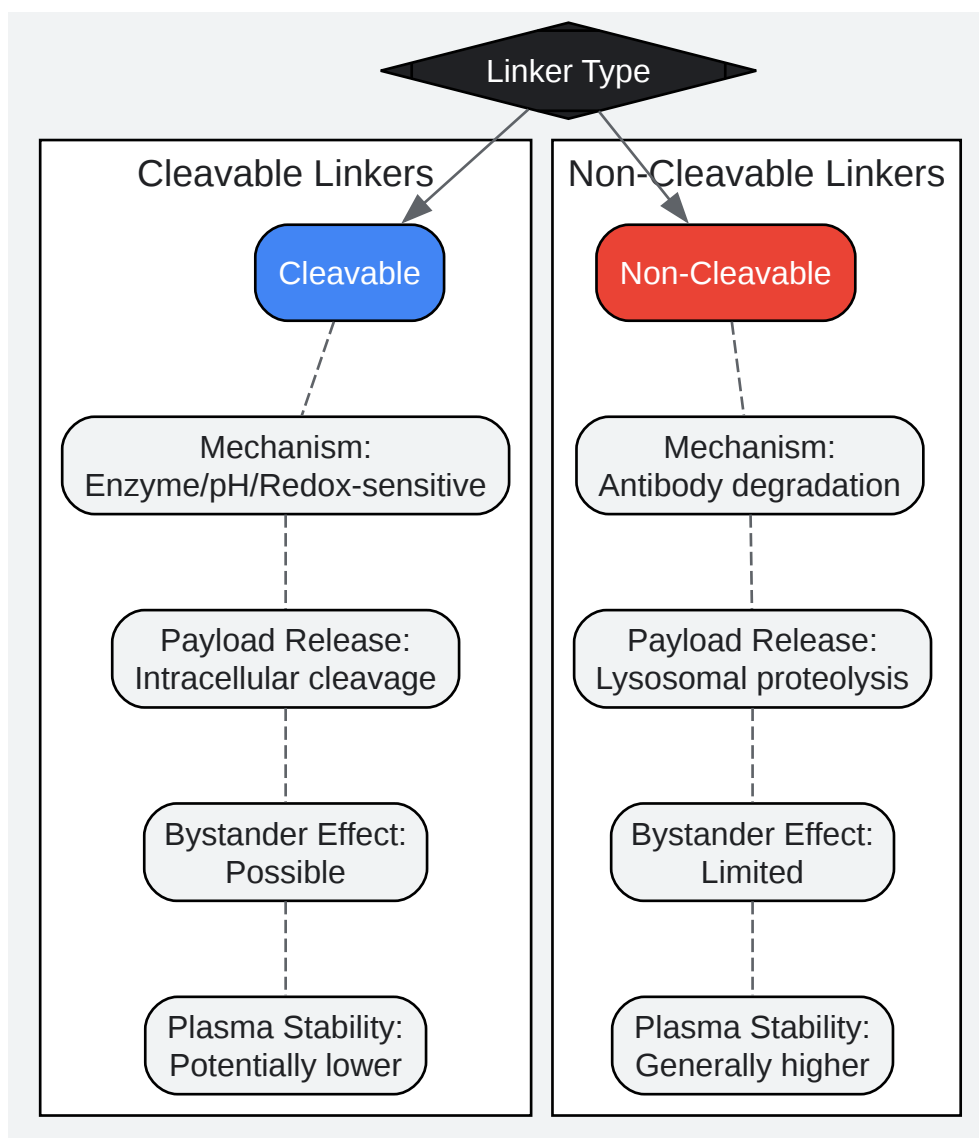 Linker Type
Cleavable Linkers
Cleavable
Mechanism:
Enzyme/pH/Redox-sensitive
Payload Release:
Intracellular cleavage
Bystander Effect:
Possible
Plasma Stability:
Potentially lower
Non-Cleavable Linkers
Non-Cleavable
Mechanism:
Antibody degradation
Payload Release:
Lysosomal proteolysis
Bystander Effect:
Limited
Plasma Stability:
Generally higher